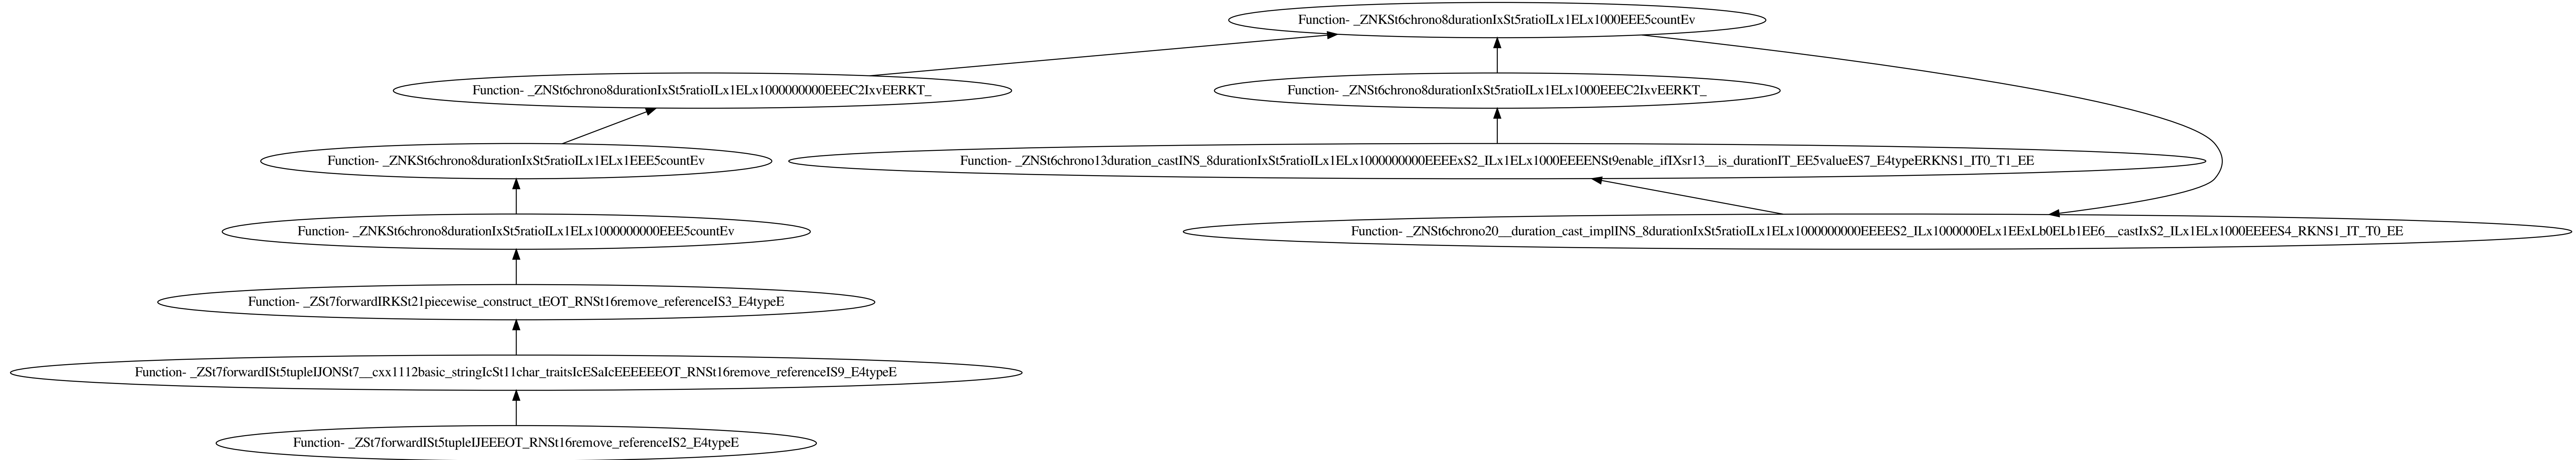 Function- _ZNKSt6chrono8durationIxSt5ratioILx1ELx1000EEE5countEv
Function- _ZNSt6chrono8durationIxSt5ratioILx1ELx1000000000EEEC2IxvEERKT_
Function- _ZNSt6chrono8durationIxSt5ratioILx1ELx1000EEEC2IxvEERKT_
Function- _ZNKSt6chrono8durationIxSt5ratioILx1ELx1EEE5countEv
Function- _ZNSt6chrono13duration_castINS_8durationIxSt5ratioILx1ELx1000000000EEEExS2_ILx1ELx1000EEEENSt9enable_ifIXsr13__is_durationIT_EE5valueES7_E4typeERKNS1_IT0_T1_EE
Function- _ZNKSt6chrono8durationIxSt5ratioILx1ELx1000000000EEE5countEv
Function- _ZNSt6chrono20__duration_cast_implINS_8durationIxSt5ratioILx1ELx1000000000EEEES2_ILx1000000ELx1EExLb0ELb1EE6__castIxS2_ILx1ELx1000EEEES4_RKNS1_IT_T0_EE
Function- _ZSt7forwardIRKSt21piecewise_construct_tEOT_RNSt16remove_referenceIS3_E4typeE
Function- _ZSt7forwardISt5tupleIJONSt7__cxx1112basic_stringIcSt11char_traitsIcESaIcEEEEEEOT_RNSt16remove_referenceIS9_E4typeE
Function- _ZSt7forwardISt5tupleIJEEEOT_RNSt16remove_referenceIS2_E4typeE